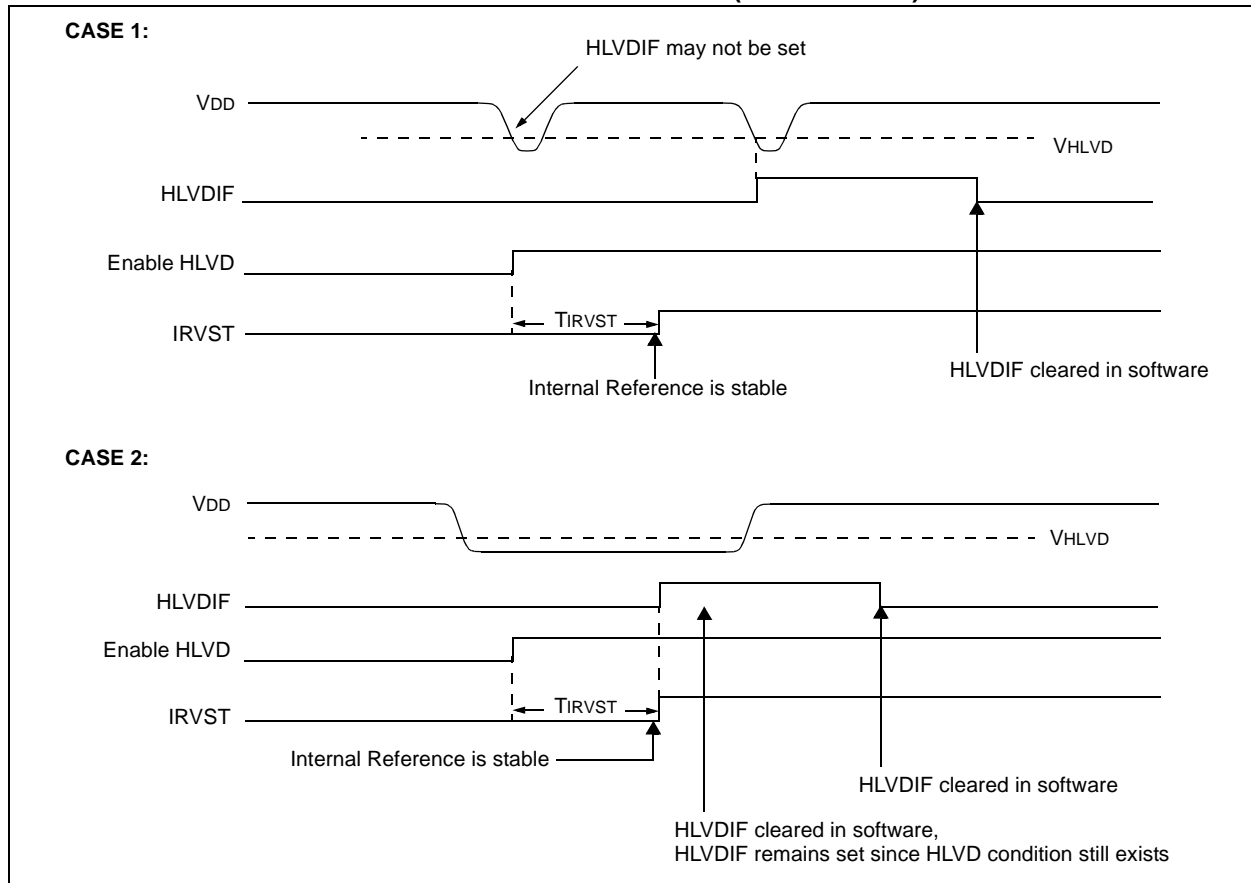 CASE 1:
HLVDIF may not be set
VDD
VHLVD
HLVDIF
Enable HLVD
TIRVST
IRVST
HLVDIF cleared in software
Internal Reference is stable
CASE 2:
VDD
VHLVD
HLVDIF
Enable HLVD
TIRVST
IRVST
Internal Reference is stable
HLVDIF cleared in software
HLVDIF cleared in software,
HLVDIF remains set since HLVD condition still exists